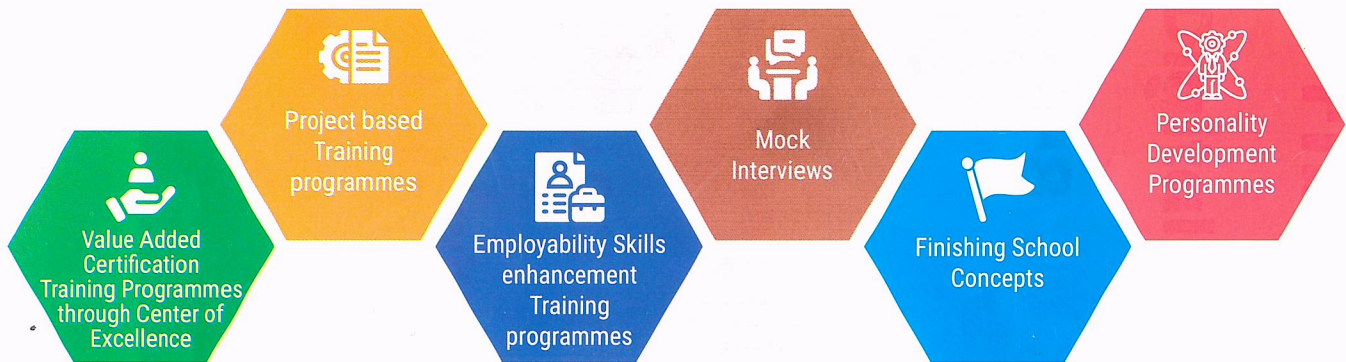 Value Added
Certification
Training Programmes
through Center of
Excellence
Project based
Training
programmes
Employability Skills
enhancement
Training
programmes
Mock
Interviews
Finishing School
Concepts
Personality
Development
Programmes